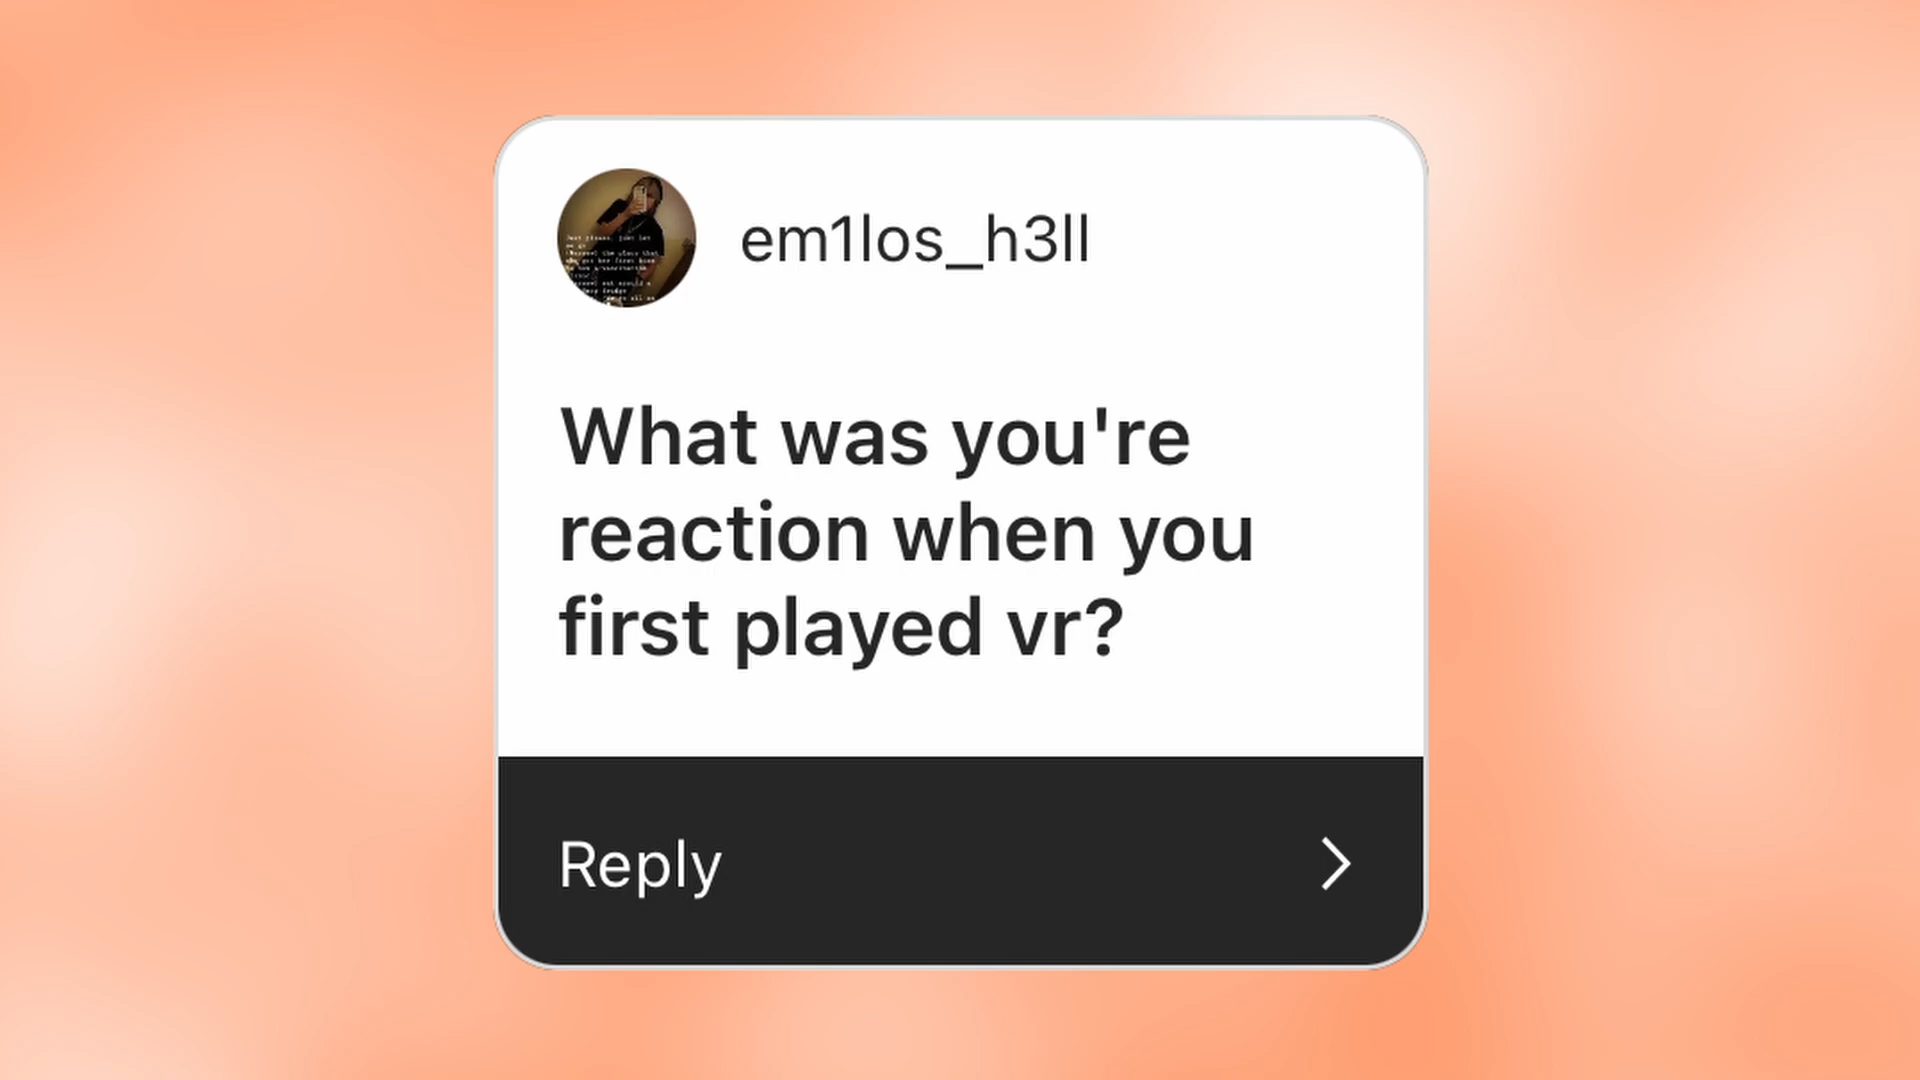 em1los_h3ll
What was you're
reaction when you
first played vr?
Reply